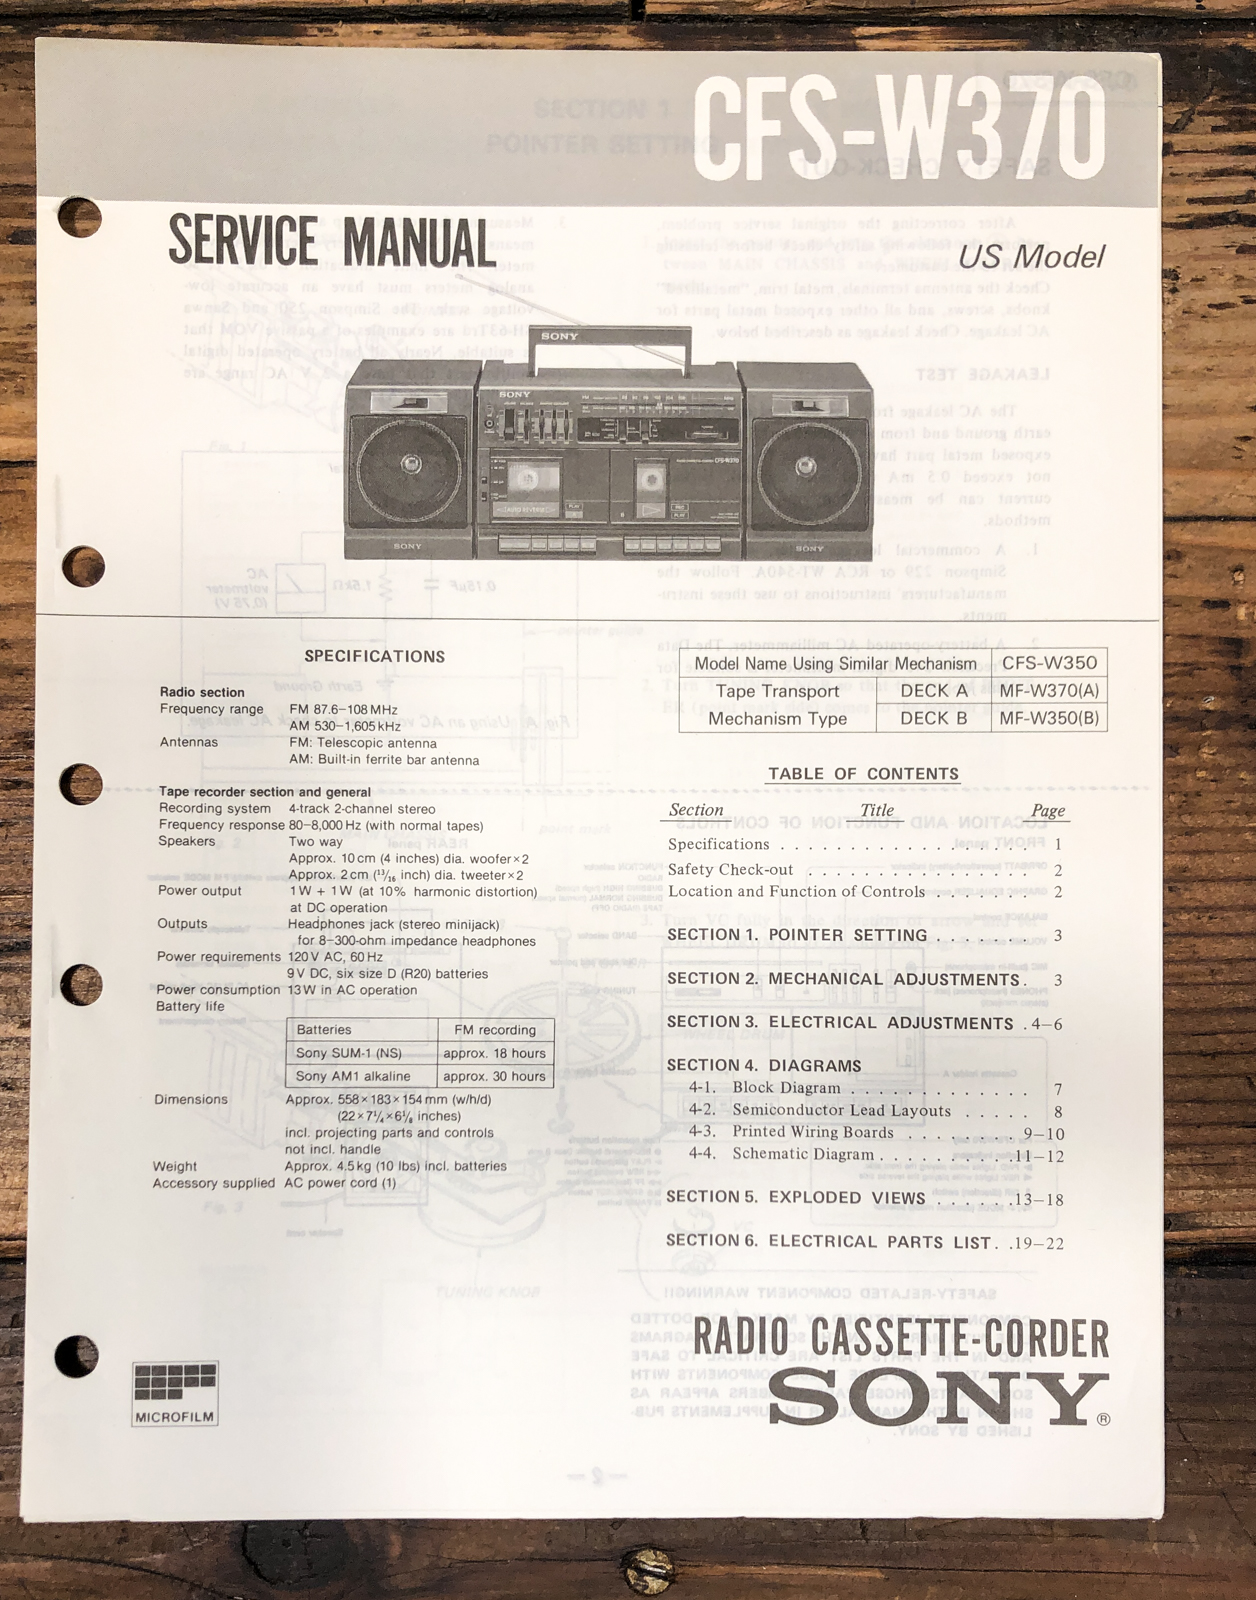 CFS-W370
SERVICE MANUAL
US Model
SONY
SONY
CFS-W370
AUTO REVERSE
SONY
SONY
SPECIFICATIONS
Radio section
Frequency range FM 87.6–108 MHz
AM 530–1,605 kHz
Antennas FM: Telescopic antenna
AM: Built-in ferrite bar antenna
Tape recorder section and general
Recording system 4-track 2-channel stereo
Frequency response 80–8,000 Hz (with normal tapes)
Speakers Two way
Approx. 10 cm (4 inches) dia. woofer×2
Approx. 2 cm (13/16 inch) dia. tweeter×2
Power output 1 W + 1 W (at 10% harmonic distortion)
at DC operation
Outputs Headphones jack (stereo minijack)
for 8–300-ohm impedance headphones
Power requirements 120 V AC, 60 Hz
9 V DC, six size D (R20) batteries
Power consumption 13 W in AC operation
Battery life
Batteries FM recording
Sony SUM-1 (NS) approx. 18 hours
Sony AM1 alkaline approx. 30 hours
Dimensions Approx. 558×183×154 mm (w/h/d)
(22×7¼×6⅛ inches)
incl. projecting parts and controls
not incl. handle
Weight Approx. 4.5 kg (10 lbs) incl. batteries
Accessory supplied AC power cord (1)
MICROFILM
Model Name Using Similar Mechanism CFS-W350
Tape Transport DECK A MF-W370(A)
Mechanism Type DECK B MF-W350(B)
TABLE OF CONTENTS
Section Title Page
Specifications . . . . . . . . . . . . . . . . . 1
Safety Check-out . . . . . . . . . . . . . . . 2
Location and Function of Controls . . . . . . . 2
SECTION 1. POINTER SETTING . . . . . . . 3
SECTION 2. MECHANICAL ADJUSTMENTS . 3
SECTION 3. ELECTRICAL ADJUSTMENTS . 4–6
SECTION 4. DIAGRAMS
4-1. Block Diagram . . . . . . . . . . . . 7
4-2. Semiconductor Lead Layouts . . . . . 8
4-3. Printed Wiring Boards . . . . . . . . 9–10
4-4. Schematic Diagram . . . . . . . . . . 11–12
SECTION 5. EXPLODED VIEWS . . . . . . 13–18
SECTION 6. ELECTRICAL PARTS LIST . . 19–22
RADIO CASSETTE-CORDER
SONY®